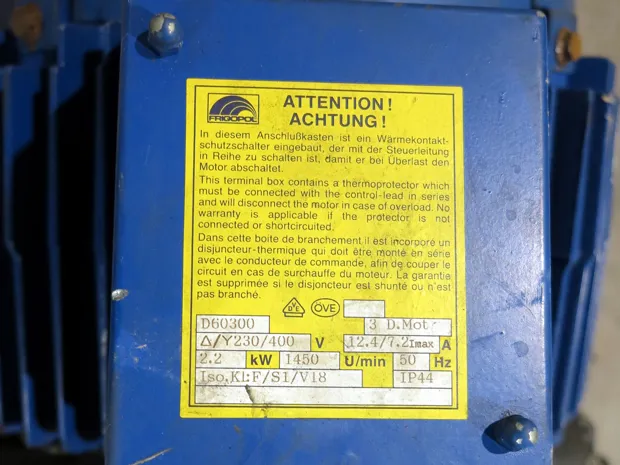 FRIGOPOL
ATTENTION!
ACHTUNG!
In diesem Anschlußkasten ist ein Wärmekontakt-
schutzschalter eingebaut, der mit der Steuerleitung
in Reihe zu schalten ist, damit er bei Überlast den
Motor abschaltet.
This terminal box contains a thermoprotector which
must be connected with the control-lead in series
and will disconnect the motor in case of overload. No
warranty is applicable if the protector is not
connected or shortcircuited.
Dans cette boite de branchement il est incorporé un
disjoncteur-thermique qui doit être monté en série
avec le conducteur de commande, afin de couper le
circuit en cas de surchauffe du moteur. La garantie
est supprimée si le disjoncteur est shunté ou n'est
pas branché.
VDE ÖVE
D60300 3 D.Mot.
Δ/Y230/400 V 12.4/7.2Imax A
2.2 kW 1450 U/min 50 Hz
Iso.Kl:F/SI/V18 IP44